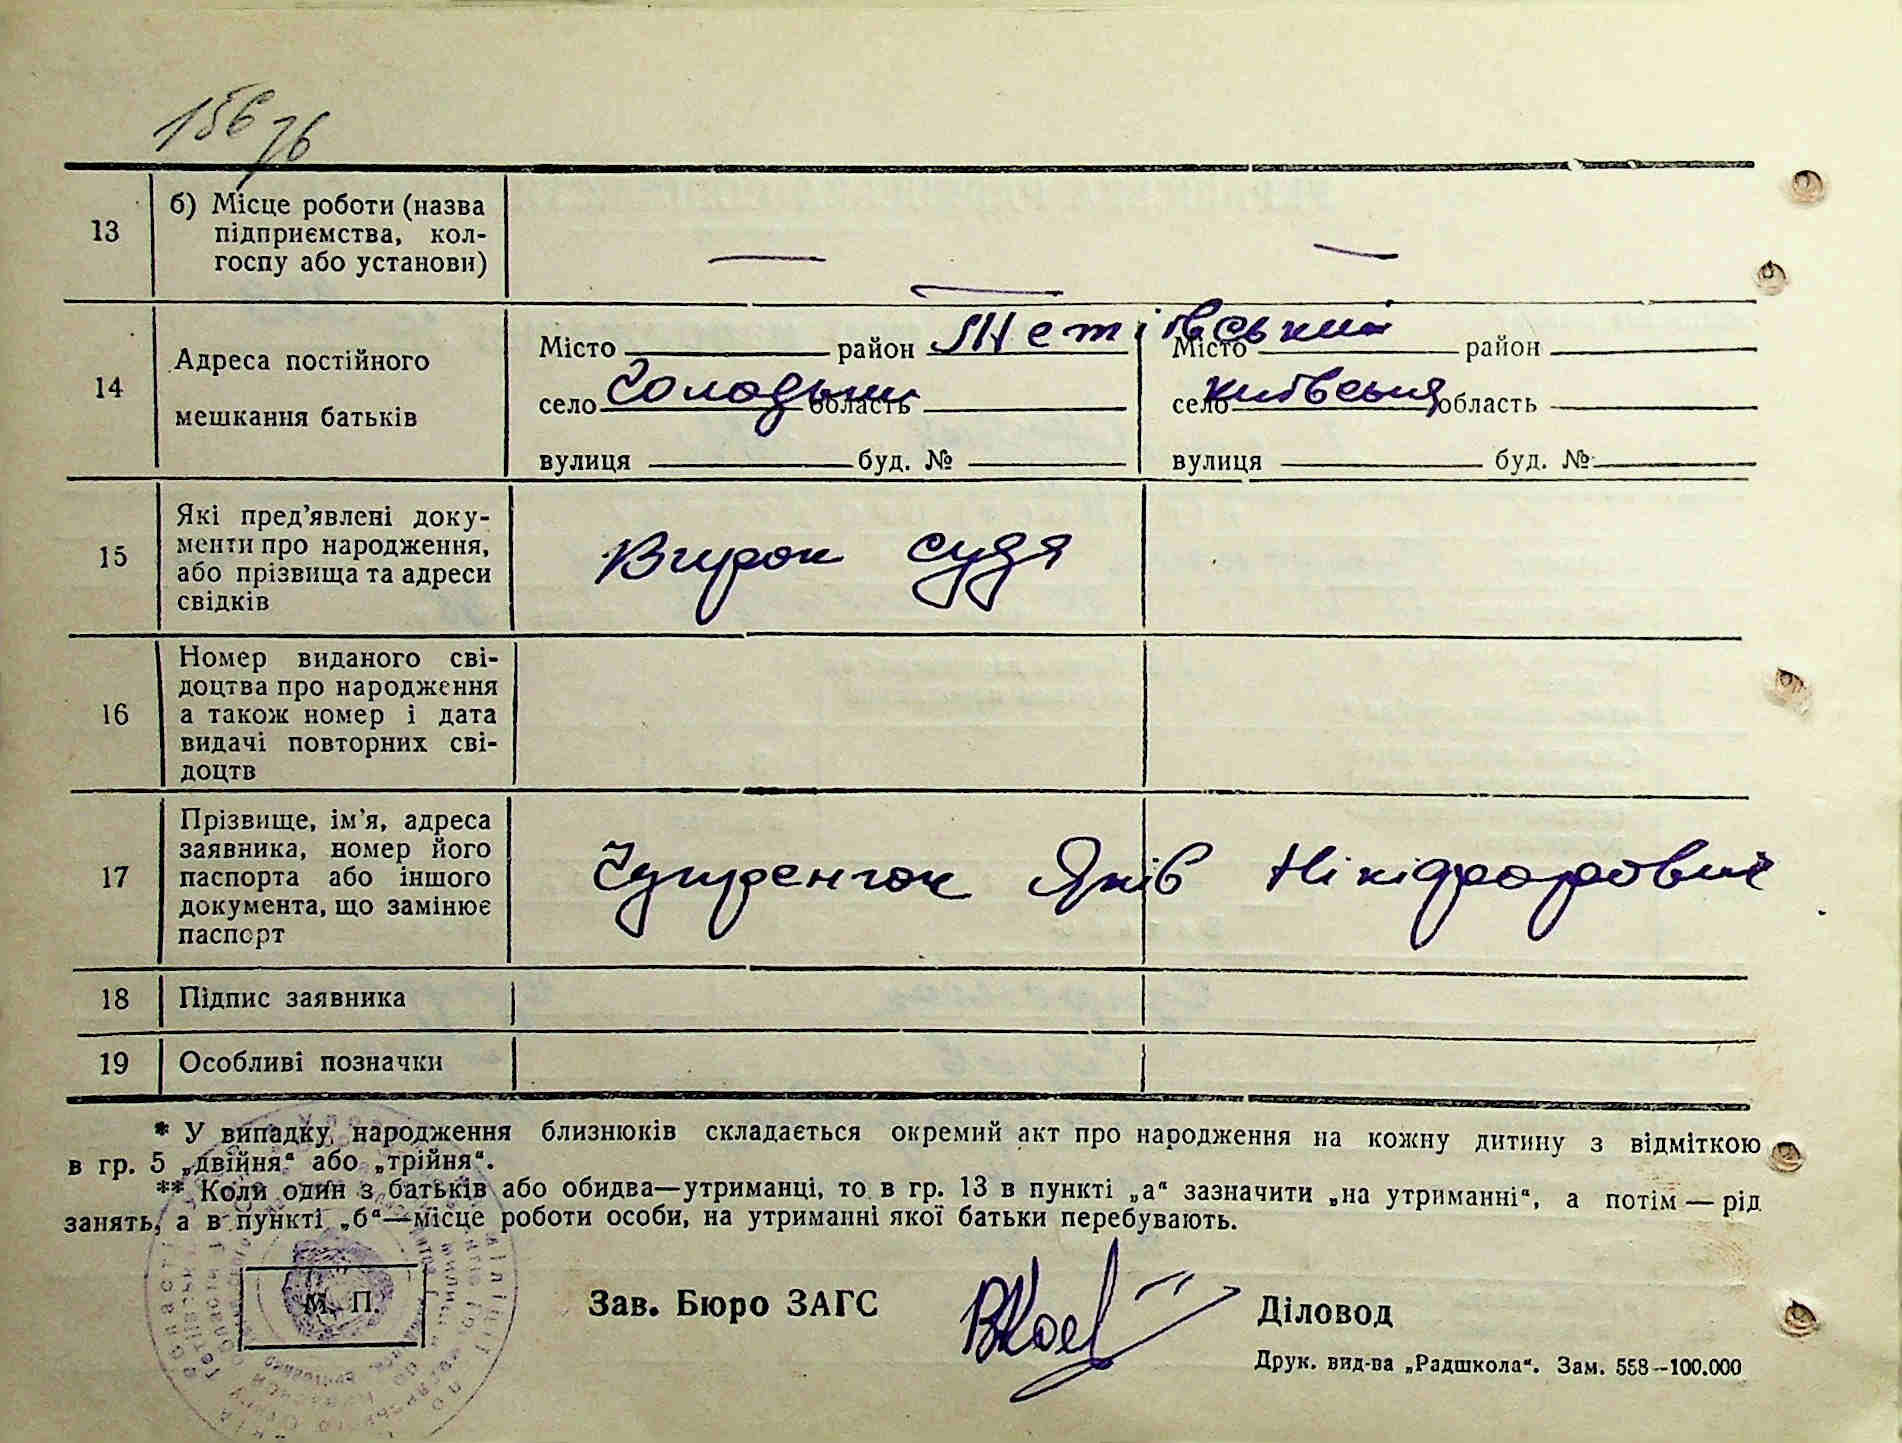 156 76
13
б) Місце роботи (назва
підприємства, кол-
госпу або установи)
14
Адреса постійного
мешкання батьків
Місто район Тетіївський Місто район
село Голодьки область село київська область
вулиця буд. № вулиця буд. №
15
Які пред'явлені доку-
менти про народження,
або прізвища та адреси
свідків
Вирок суда
16
Номер виданого сві-
доцтва про народження
а також номер і дата
видачі повторних сві-
доцтв
17
Прізвище, ім'я, адреса
заявника, номер його
паспорта або іншого
документа, що замінює
паспорт
Яків Нікіфорович
18 Підпис заявника
19 Особливі позначки
* У випадку народження близнюків складається окремий акт про народження на кожну дитину з відміткою
в гр. 5 „двійня“ або „трійня“.
** Коли один з батьків або обидва—утриманці, то в гр. 13 в пункті „а“ зазначити „на утриманні“, а потім — рід
занять, а в пункті „б“—місце роботи особи, на утриманні якої батьки перебувають.
М. П.
Зав. Бюро ЗАГС
Діловод
Друк. вид-ва „Радшкола“. Зам. 558—100.000